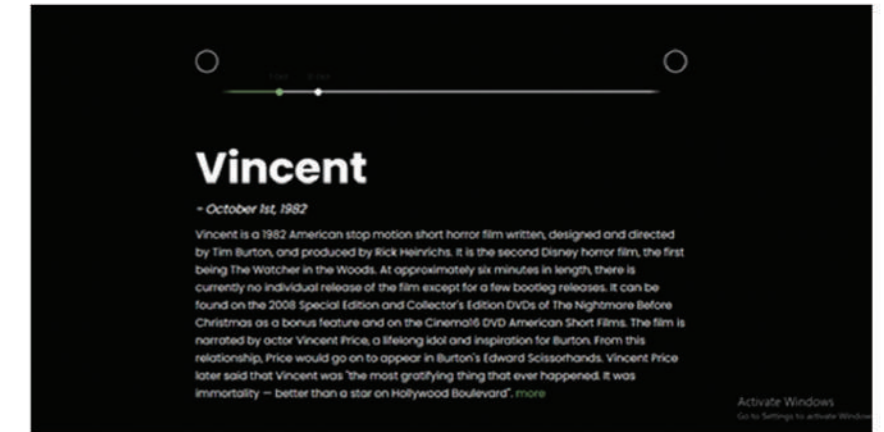 Vincent
- October 1st, 1982
Vincent is a 1982 American stop motion short horror film written, designed and directed
by Tim Burton, and produced by Rick Heinrichs. It is the second Disney horror film, the first
being The Watcher in the Woods. At approximately six minutes in length, there is
currently no individual release of the film except for a few bootleg releases. It can be
found on the 2008 Special Edition and Collector's Edition DVDs of The Nightmare Before
Christmas as a bonus feature and on the Cinema16 DVD American Short Films. The film is
narrated by actor Vincent Price, a lifelong idol and inspiration for Burton. From this
relationship, Price would go on to appear in Burton's Edward Scissorhands. Vincent Price
later said that Vincent was "the most gratifying thing that ever happened. It was
immortality — better than a star on Hollywood Boulevard". more
Activate Windows
Go to Settings to activate Window